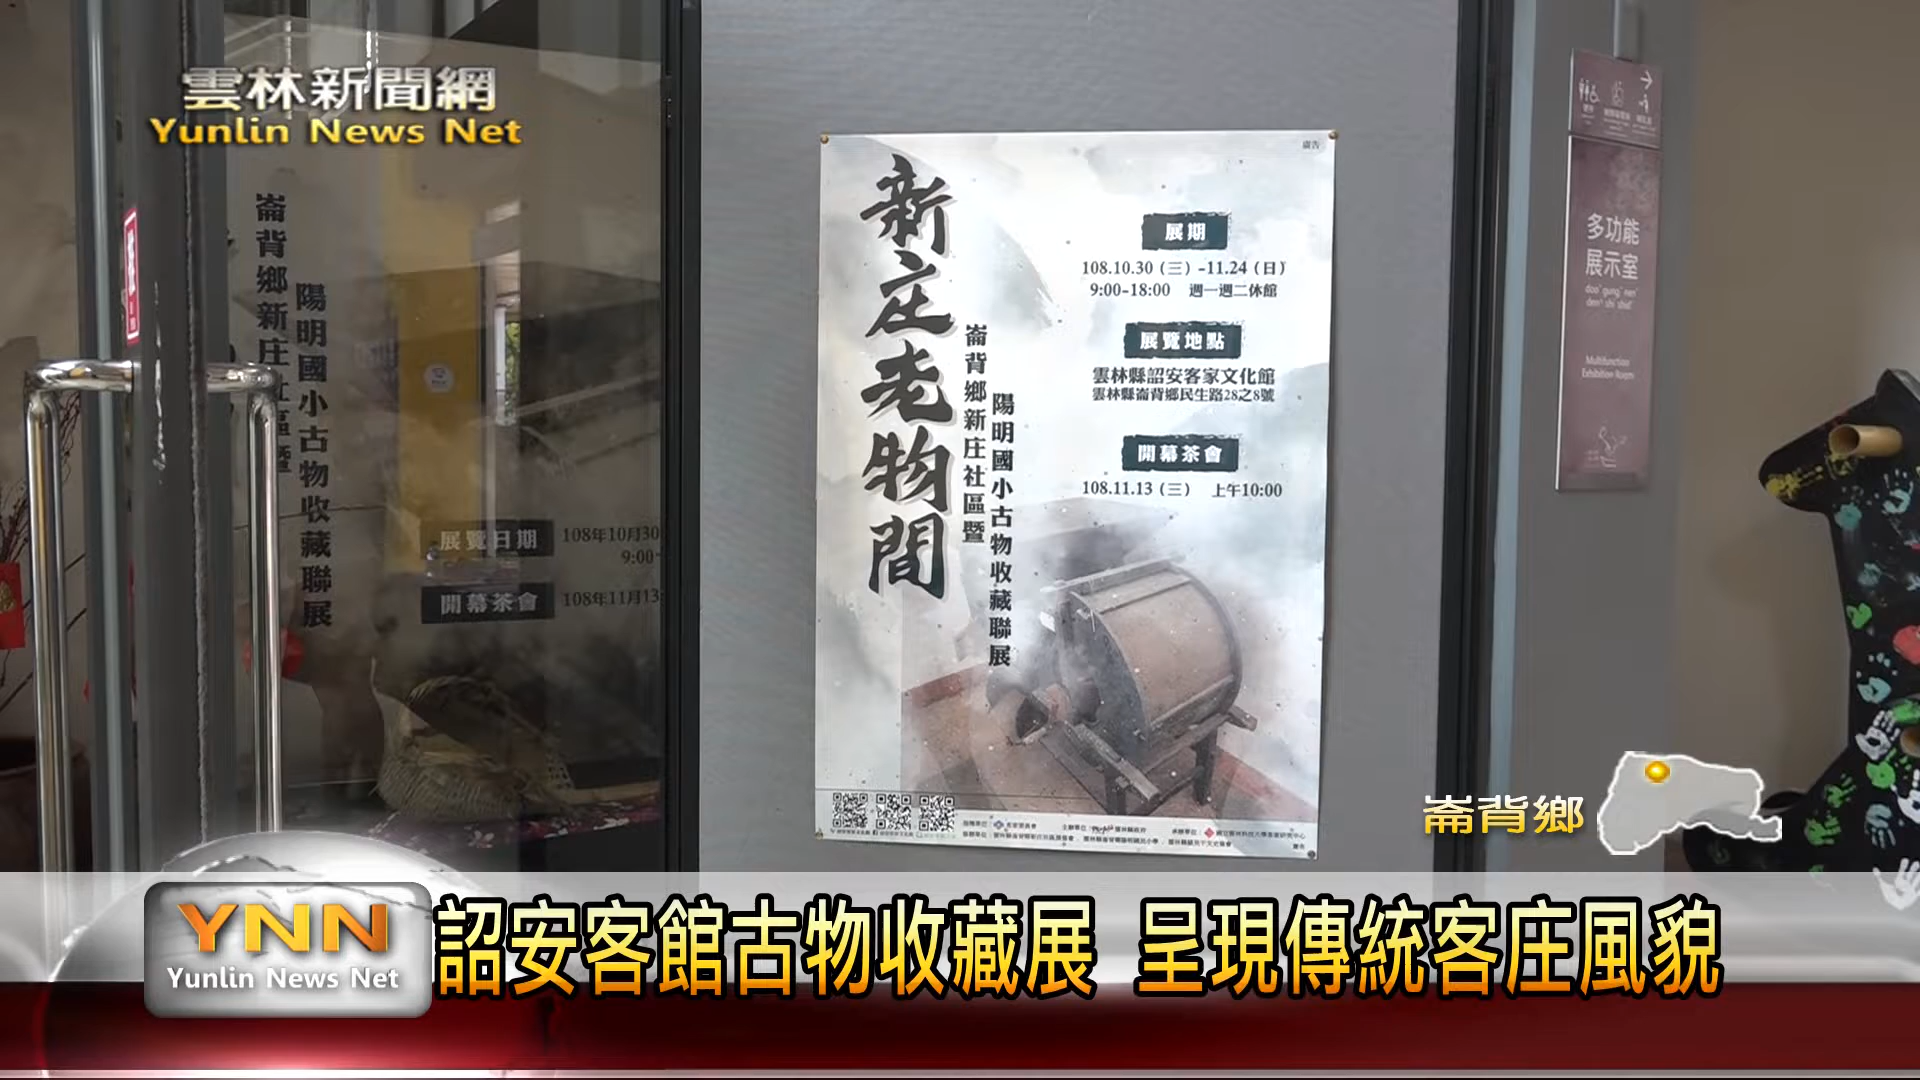 雲林新聞網
Yunlin News Net
崙背鄉新庄社區暨
陽明國小古物收藏聯展
展覽日期
108年10月30
9:00-
開幕茶會
108年11月13
廣告
新庄老物間
崙背鄉新庄社區暨
陽明國小古物收藏聯展
展期
108.10.30（三）-11.24（日）
9:00-18:00 週一週二休館
展覽地點
雲林縣詔安客家文化館
雲林縣崙背鄉民生路28之8號
開幕茶會
108.11.13（三） 上午10:00
多功能
展示室
Multifunction
Exhibition Room
崙背鄉
YNN
Yunlin News Net
詔安客館古物收藏展 呈現傳統客庄風貌